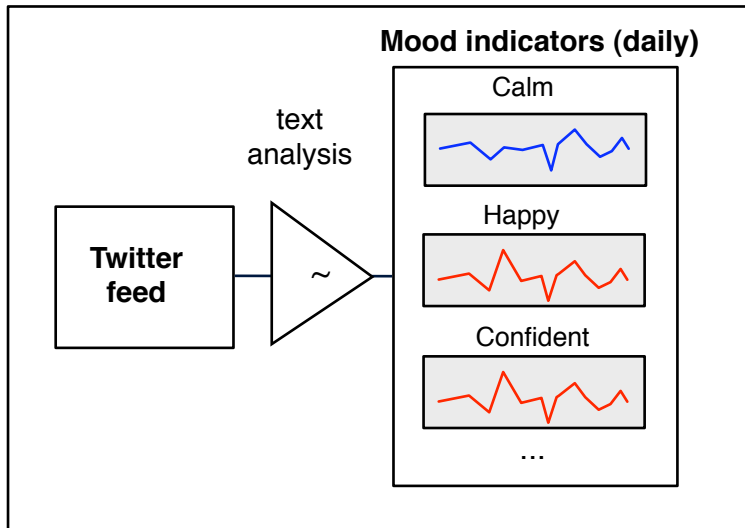 Mood indicators (daily)
Calm
text
analysis
Happy
Twitter
feed
~
Confident
...